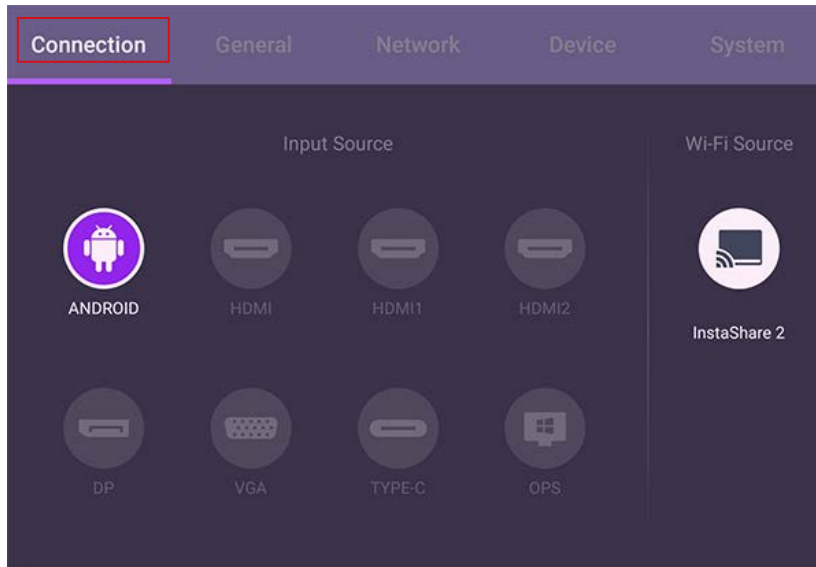 Connection General Network Device System
Input Source Wi-Fi Source
ANDROID HDMI HDMI1 HDMI2
InstaShare 2
DP VGA TYPE-C OPS